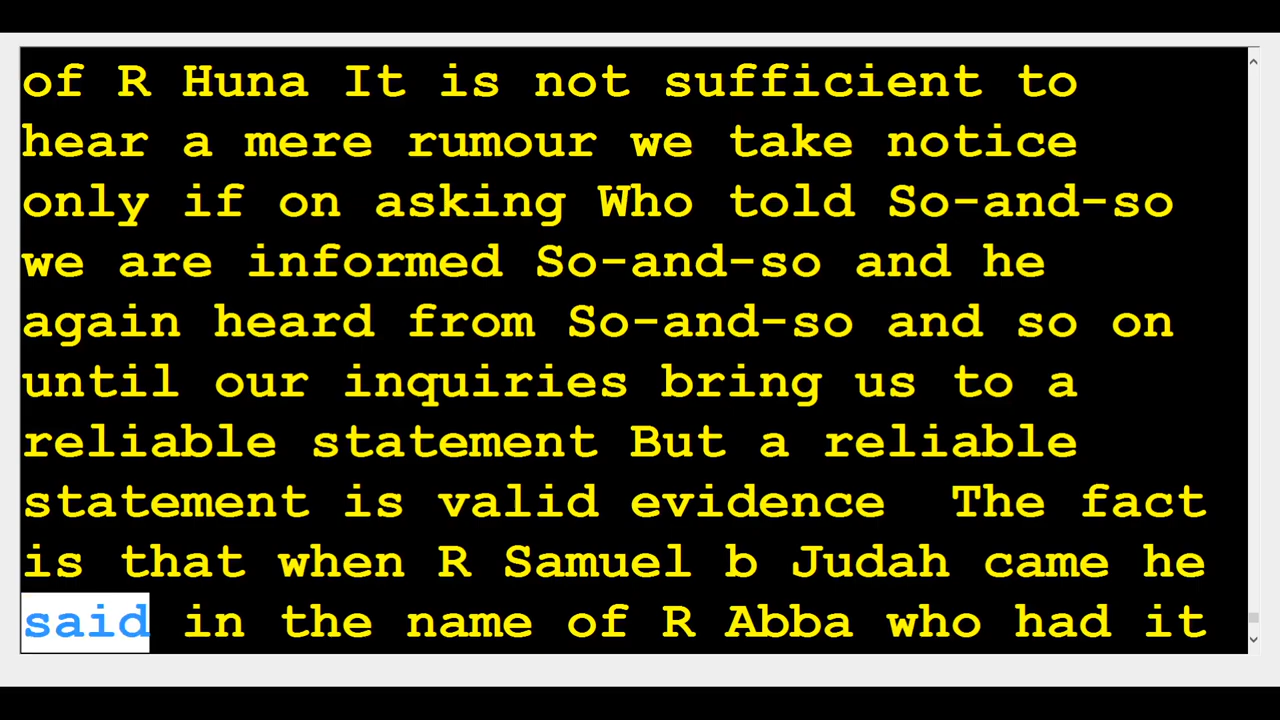 of R Huna It is not sufficient to
hear a mere rumour we take notice
only if on asking Who told So-and-so
we are informed So-and-so and he
again heard from So-and-so and so on
until our inquiries bring us to a
reliable statement But a reliable
statement is valid evidence  The fact
is that when R Samuel b Judah came he
said in the name of R Abba who had it